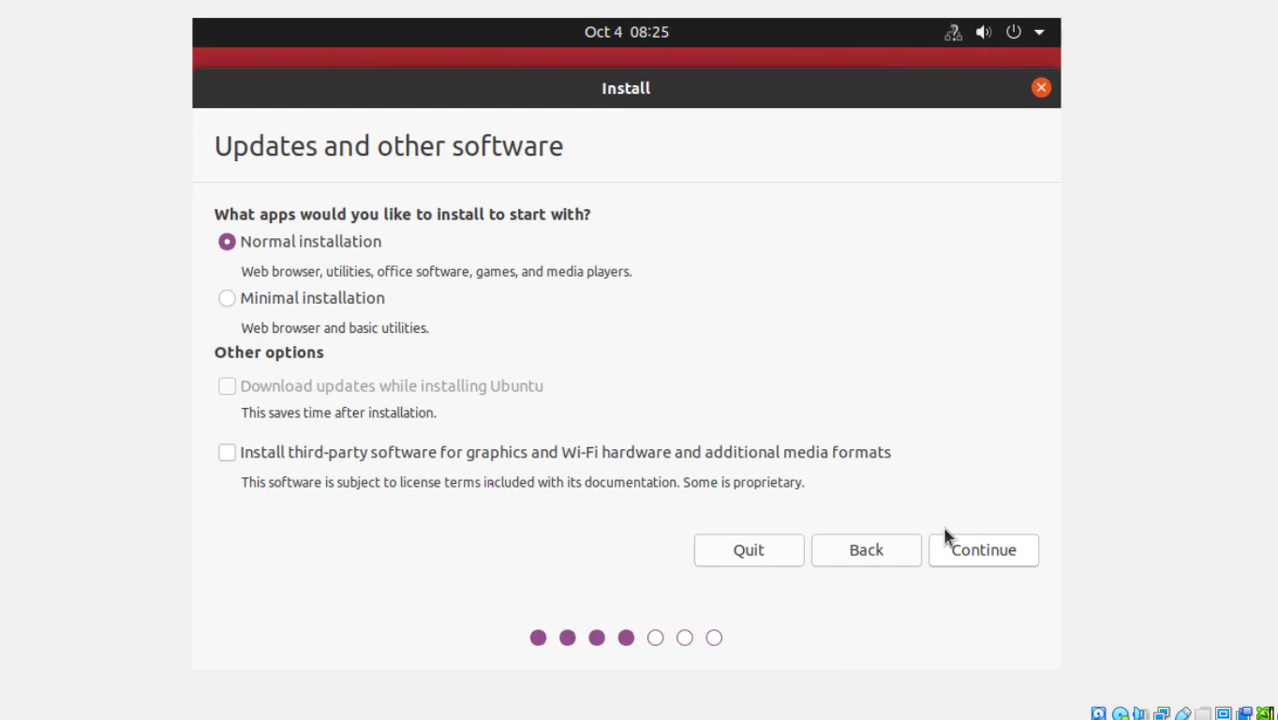 Oct 4 08:25
Install
Updates and other software
What apps would you like to install to start with?
Normal installation
Web browser, utilities, office software, games, and media players.
Minimal installation
Web browser and basic utilities.
Other options
Download updates while installing Ubuntu
This saves time after installation.
Install third-party software for graphics and Wi-Fi hardware and additional media formats
This software is subject to license terms included with its documentation. Some is proprietary.
Quit Back Continue